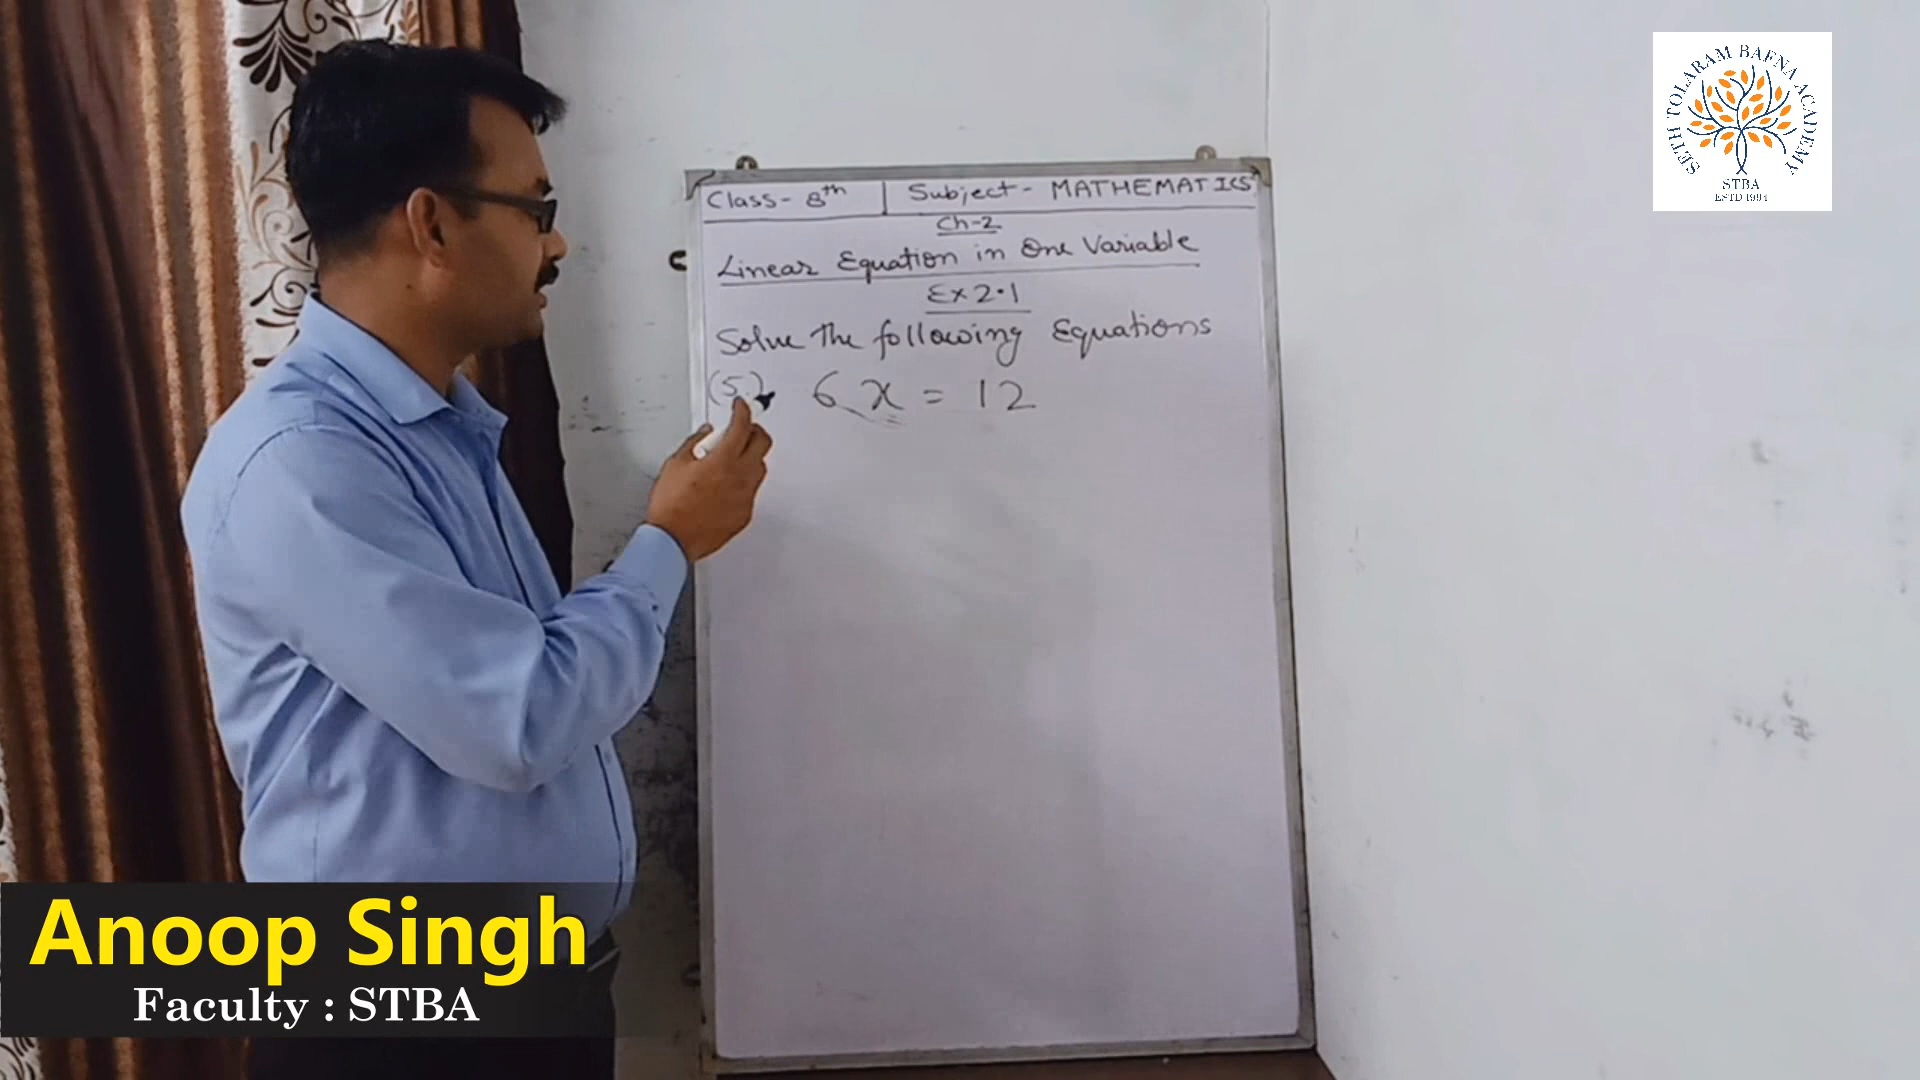 Class- 8th | Subject- MATHEMATICS
Ch-2
Linear Equation in One Variable
Ex 2.1
Solve The following Equations
(5) 6x = 12
SETH TOLARAM BAFNA ACADEMY
STBA
ESTD 1994
Anoop Singh
Faculty : STBA